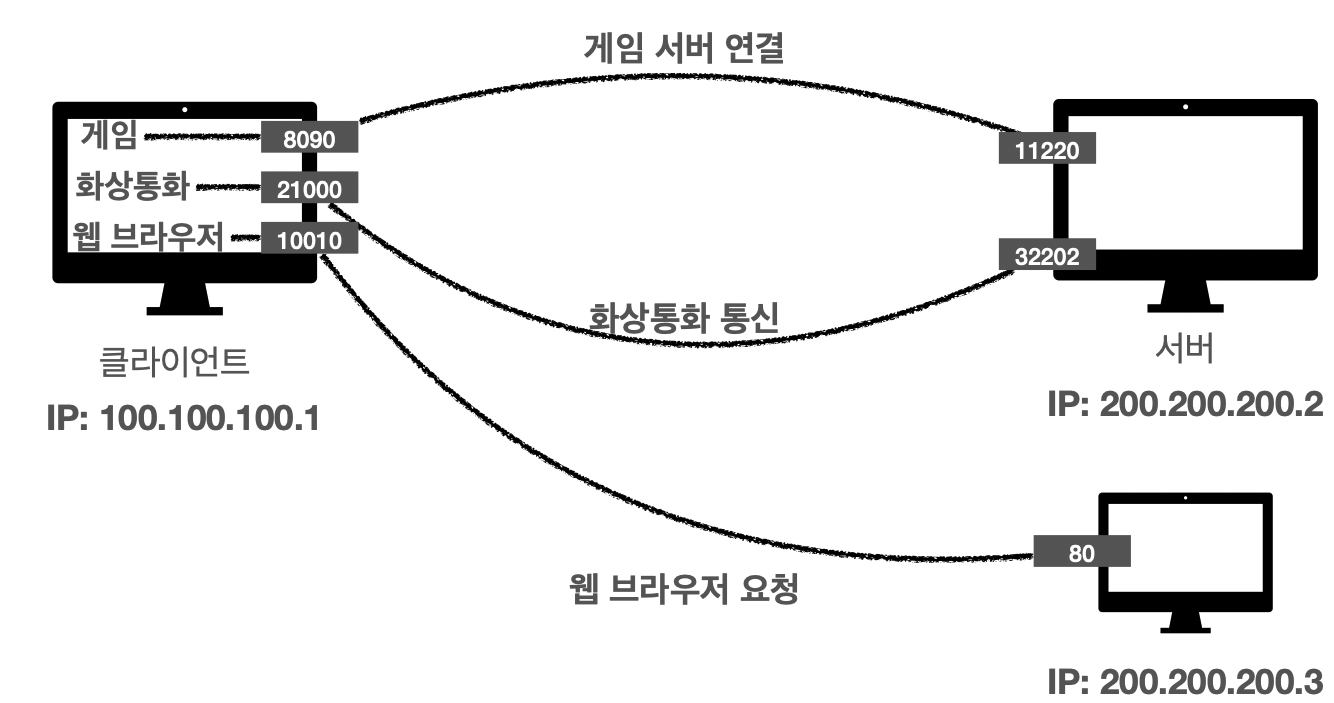 게임 서버 연결
게임
8090
11220
화상통화
21000
웹 브라우저
10010
32202
화상통화 통신
클라이언트
서버
IP: 100.100.100.1
IP: 200.200.200.2
80
웹 브라우저 요청
IP: 200.200.200.3